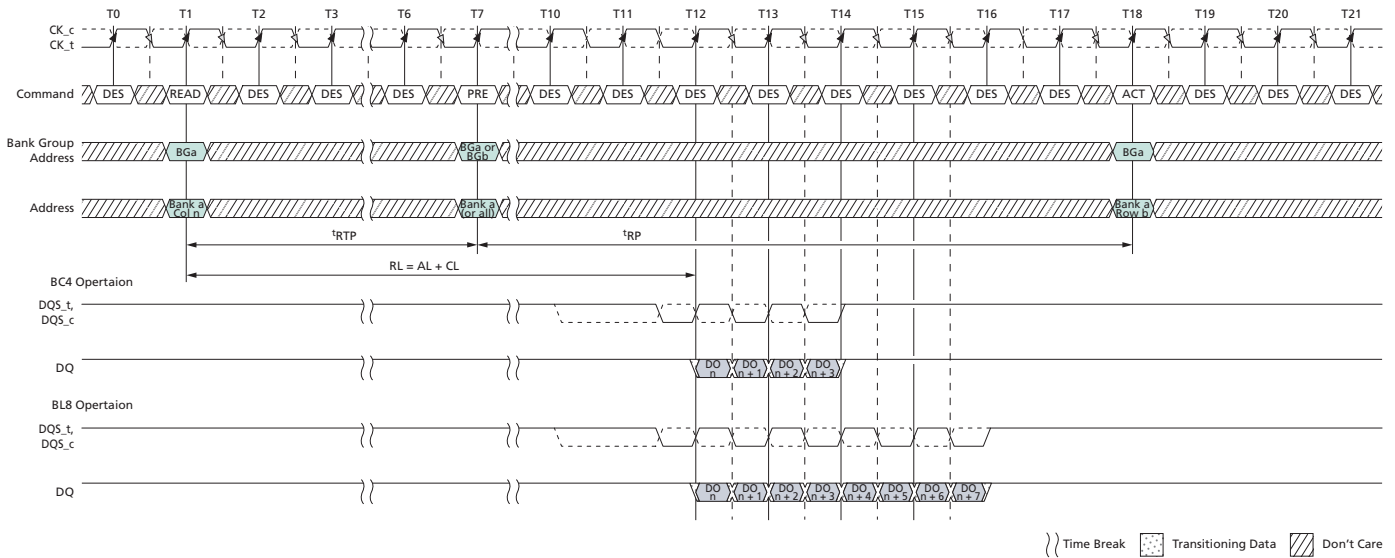 T0 T1 T2 T3 T6 T7 T10 T11 T12 T13 T14 T15 T16 T17 T18 T19 T20 T21
CK_c
CK_t
Command DES READ DES DES DES PRE DES DES DES DES DES DES DES DES ACT DES DES DES
Bank Group
Address
BGa
BGa or
BGb
BGa
Address
Bank a
Col n
Bank a
(or all)
Bank a
Row b
tRTP tRP
RL = AL + CL
BC4 Opertaion
DQS_t,
DQS_c
DQ
DO
n
DO
n + 1
DO
n + 2
DO
n + 3
BL8 Opertaion
DQS_t,
DQS_c
DQ
DO
n
DO
n + 1
DO
n + 2
DO
n + 3
DO
n + 4
DO
n + 5
DO
n + 6
DO
n + 7
Time Break Transitioning Data Don't Care